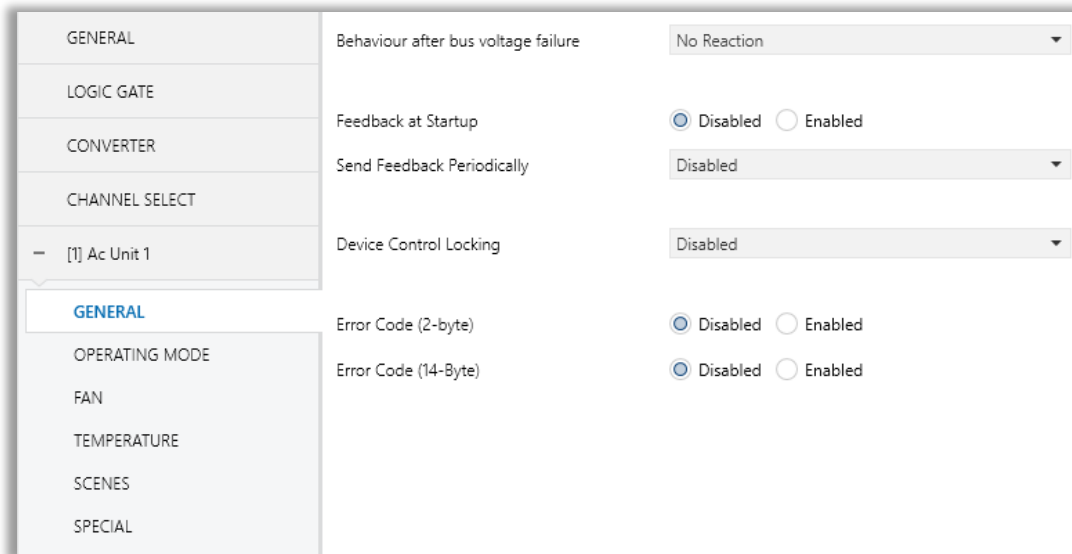 GENERAL
LOGIC GATE
CONVERTER
CHANNEL SELECT
[1] Ac Unit 1
GENERAL
OPERATING MODE
FAN
TEMPERATURE
SCENES
SPECIAL
Behaviour after bus voltage failure No Reaction
Feedback at Startup Disabled Enabled
Send Feedback Periodically Disabled
Device Control Locking Disabled
Error Code (2-byte) Disabled Enabled
Error Code (14-Byte) Disabled Enabled